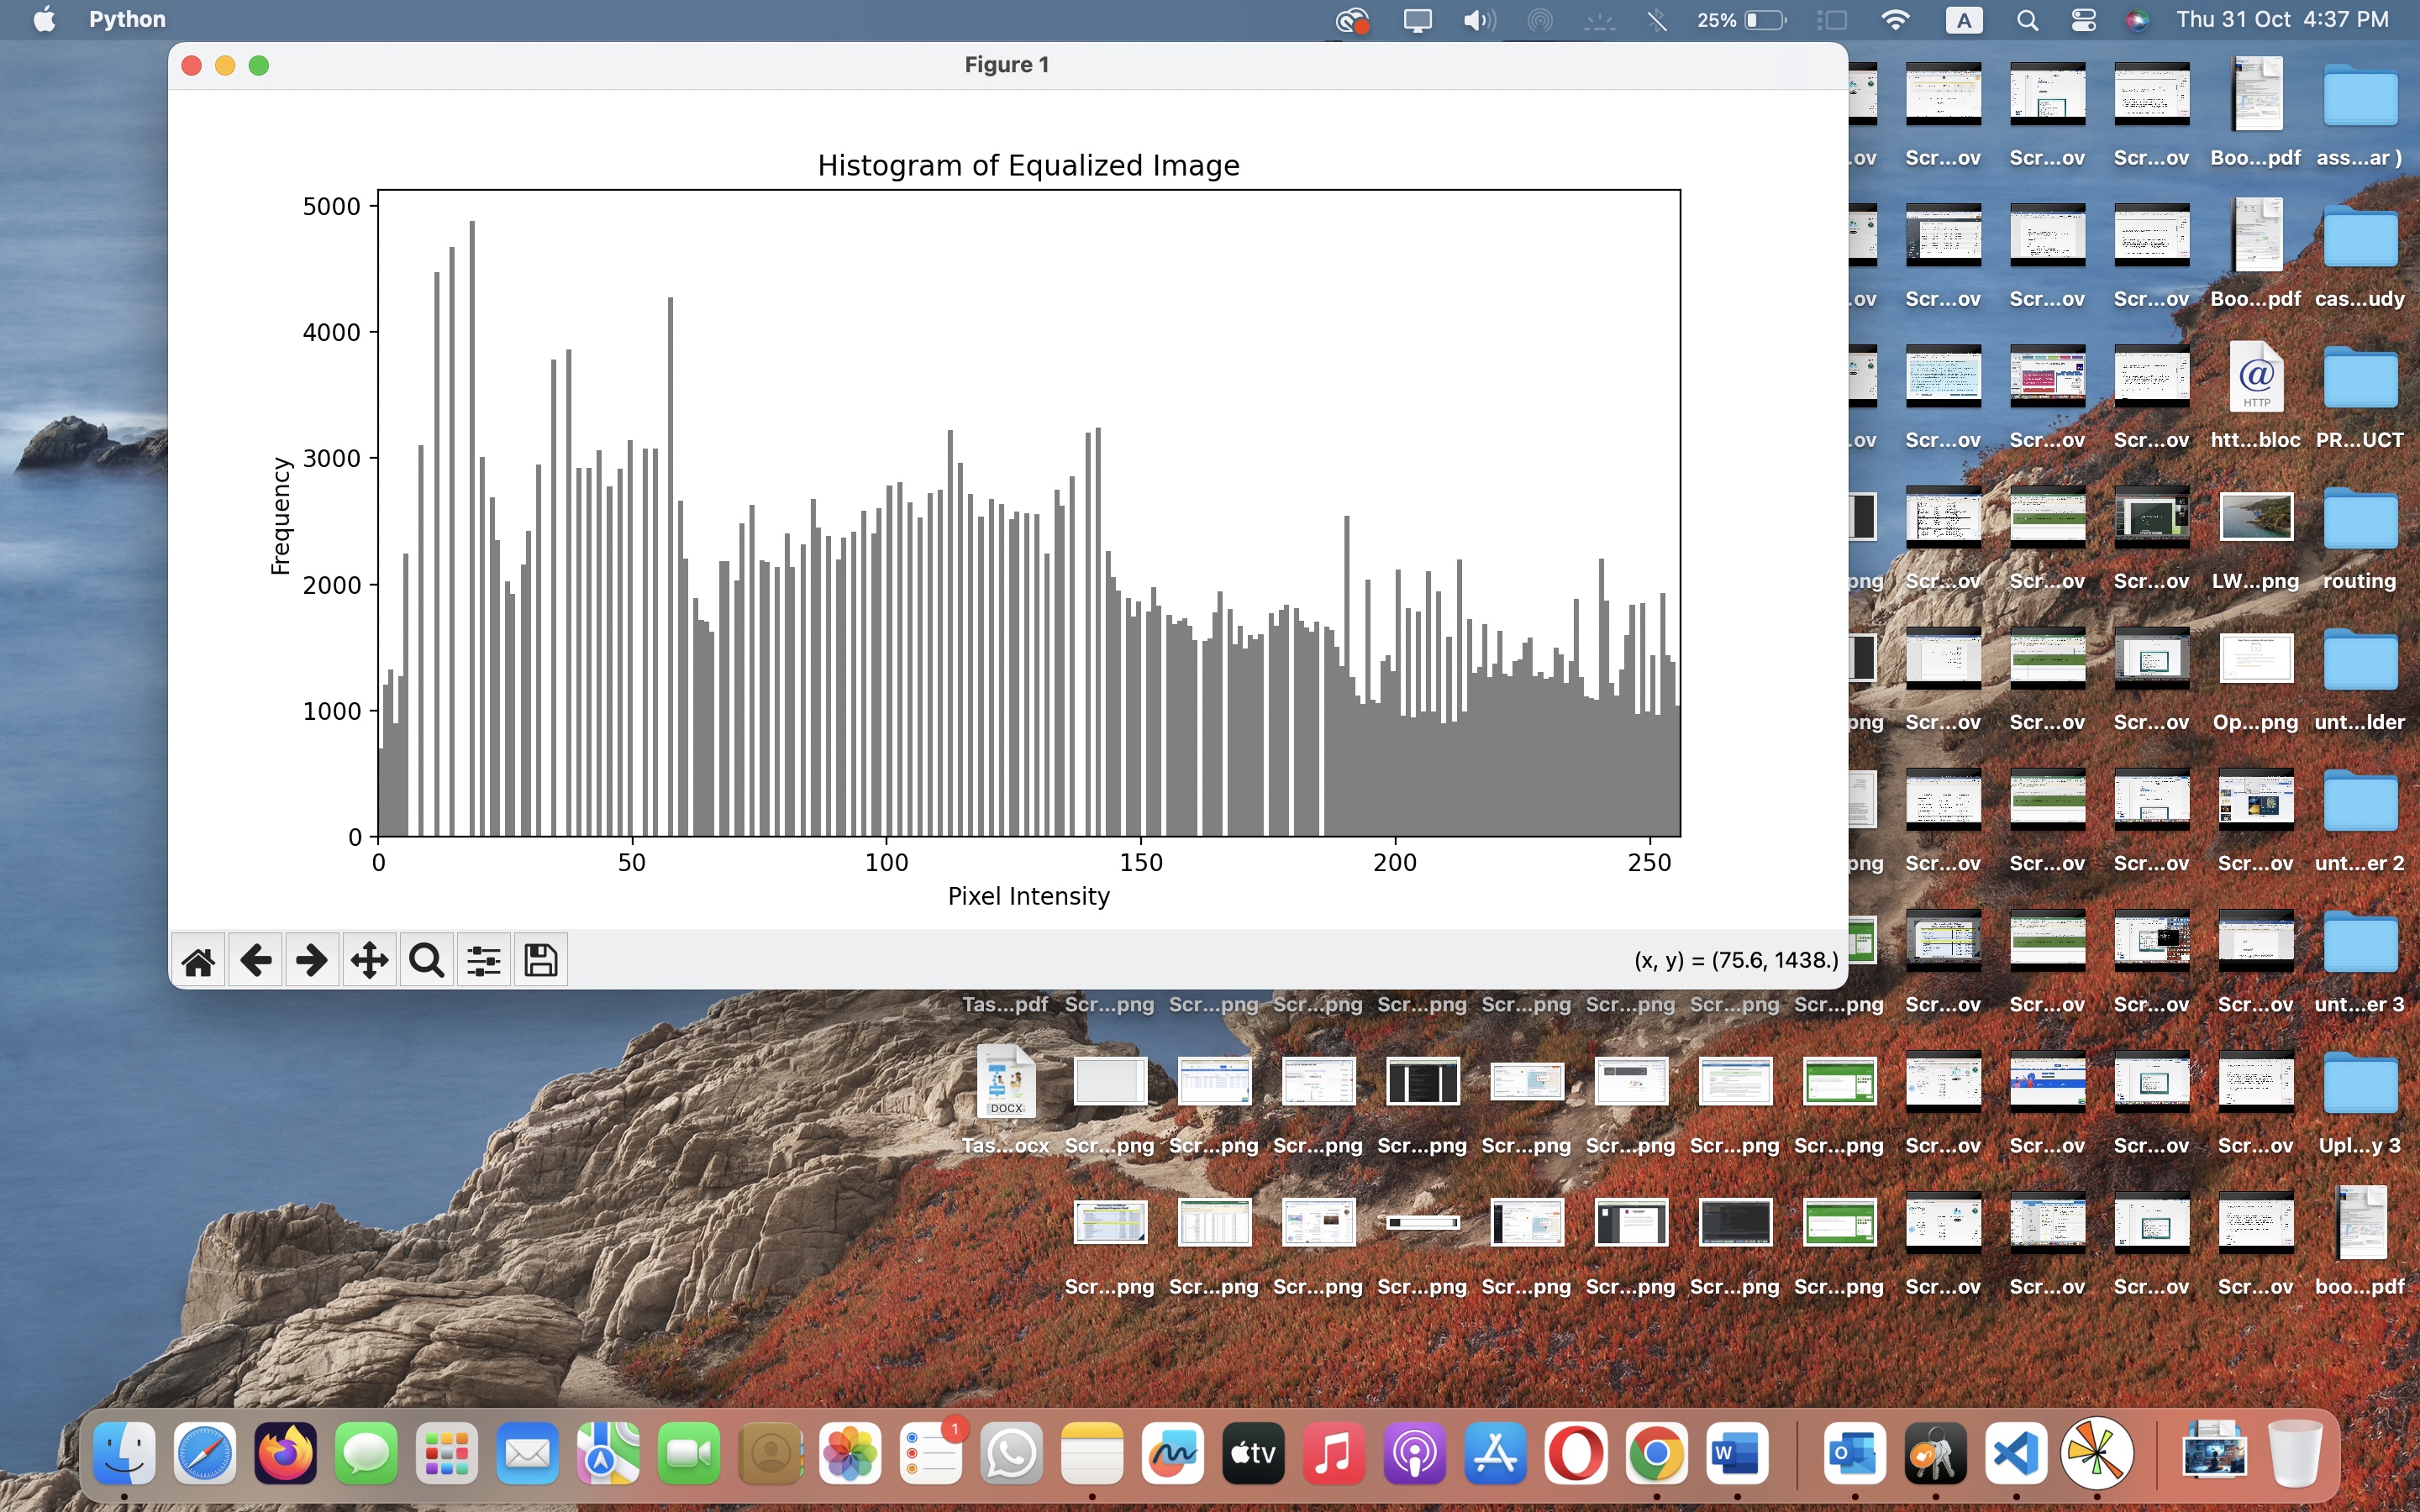 Python
25%
A
Thu 31 Oct 4:37 PM
Figure 1
Histogram of Equalized Image
5000
4000
3000
2000
1000
0
Frequency
0 50 100 150 200 250
Pixel Intensity
(x, y) = (75.6, 1438.)
.ov Scr...ov Scr...ov Scr...ov Boo...pdf ass...ar )
.ov Scr...ov Scr...ov Scr...ov Boo...pdf cas...udy
HTTP
.ov Scr...ov Scr...ov Scr...ov htt...bloc PR...UCT
png Scr...ov Scr...ov Scr...ov LW...png routing
png Scr...ov Scr...ov Scr...ov Op...png unt...lder
png Scr...ov Scr...ov Scr...ov Scr...ov unt...er 2
Tas...pdf Scr...png Scr...png Scr...png Scr...png Scr...png Scr...png Scr...png Scr...png Scr...ov Scr...ov Scr...ov Scr...ov unt...er 3
DOCX
Tas...ocx Scr...png Scr...png Scr...png Scr...png Scr...png Scr...png Scr...png Scr...png Scr...ov Scr...ov Scr...ov Scr...ov Upl...y 3
Scr...png Scr...png Scr...png Scr...png Scr...png Scr...png Scr...png Scr...png Scr...ov Scr...ov Scr...ov Scr...ov boo...pdf
1
tv
W
O